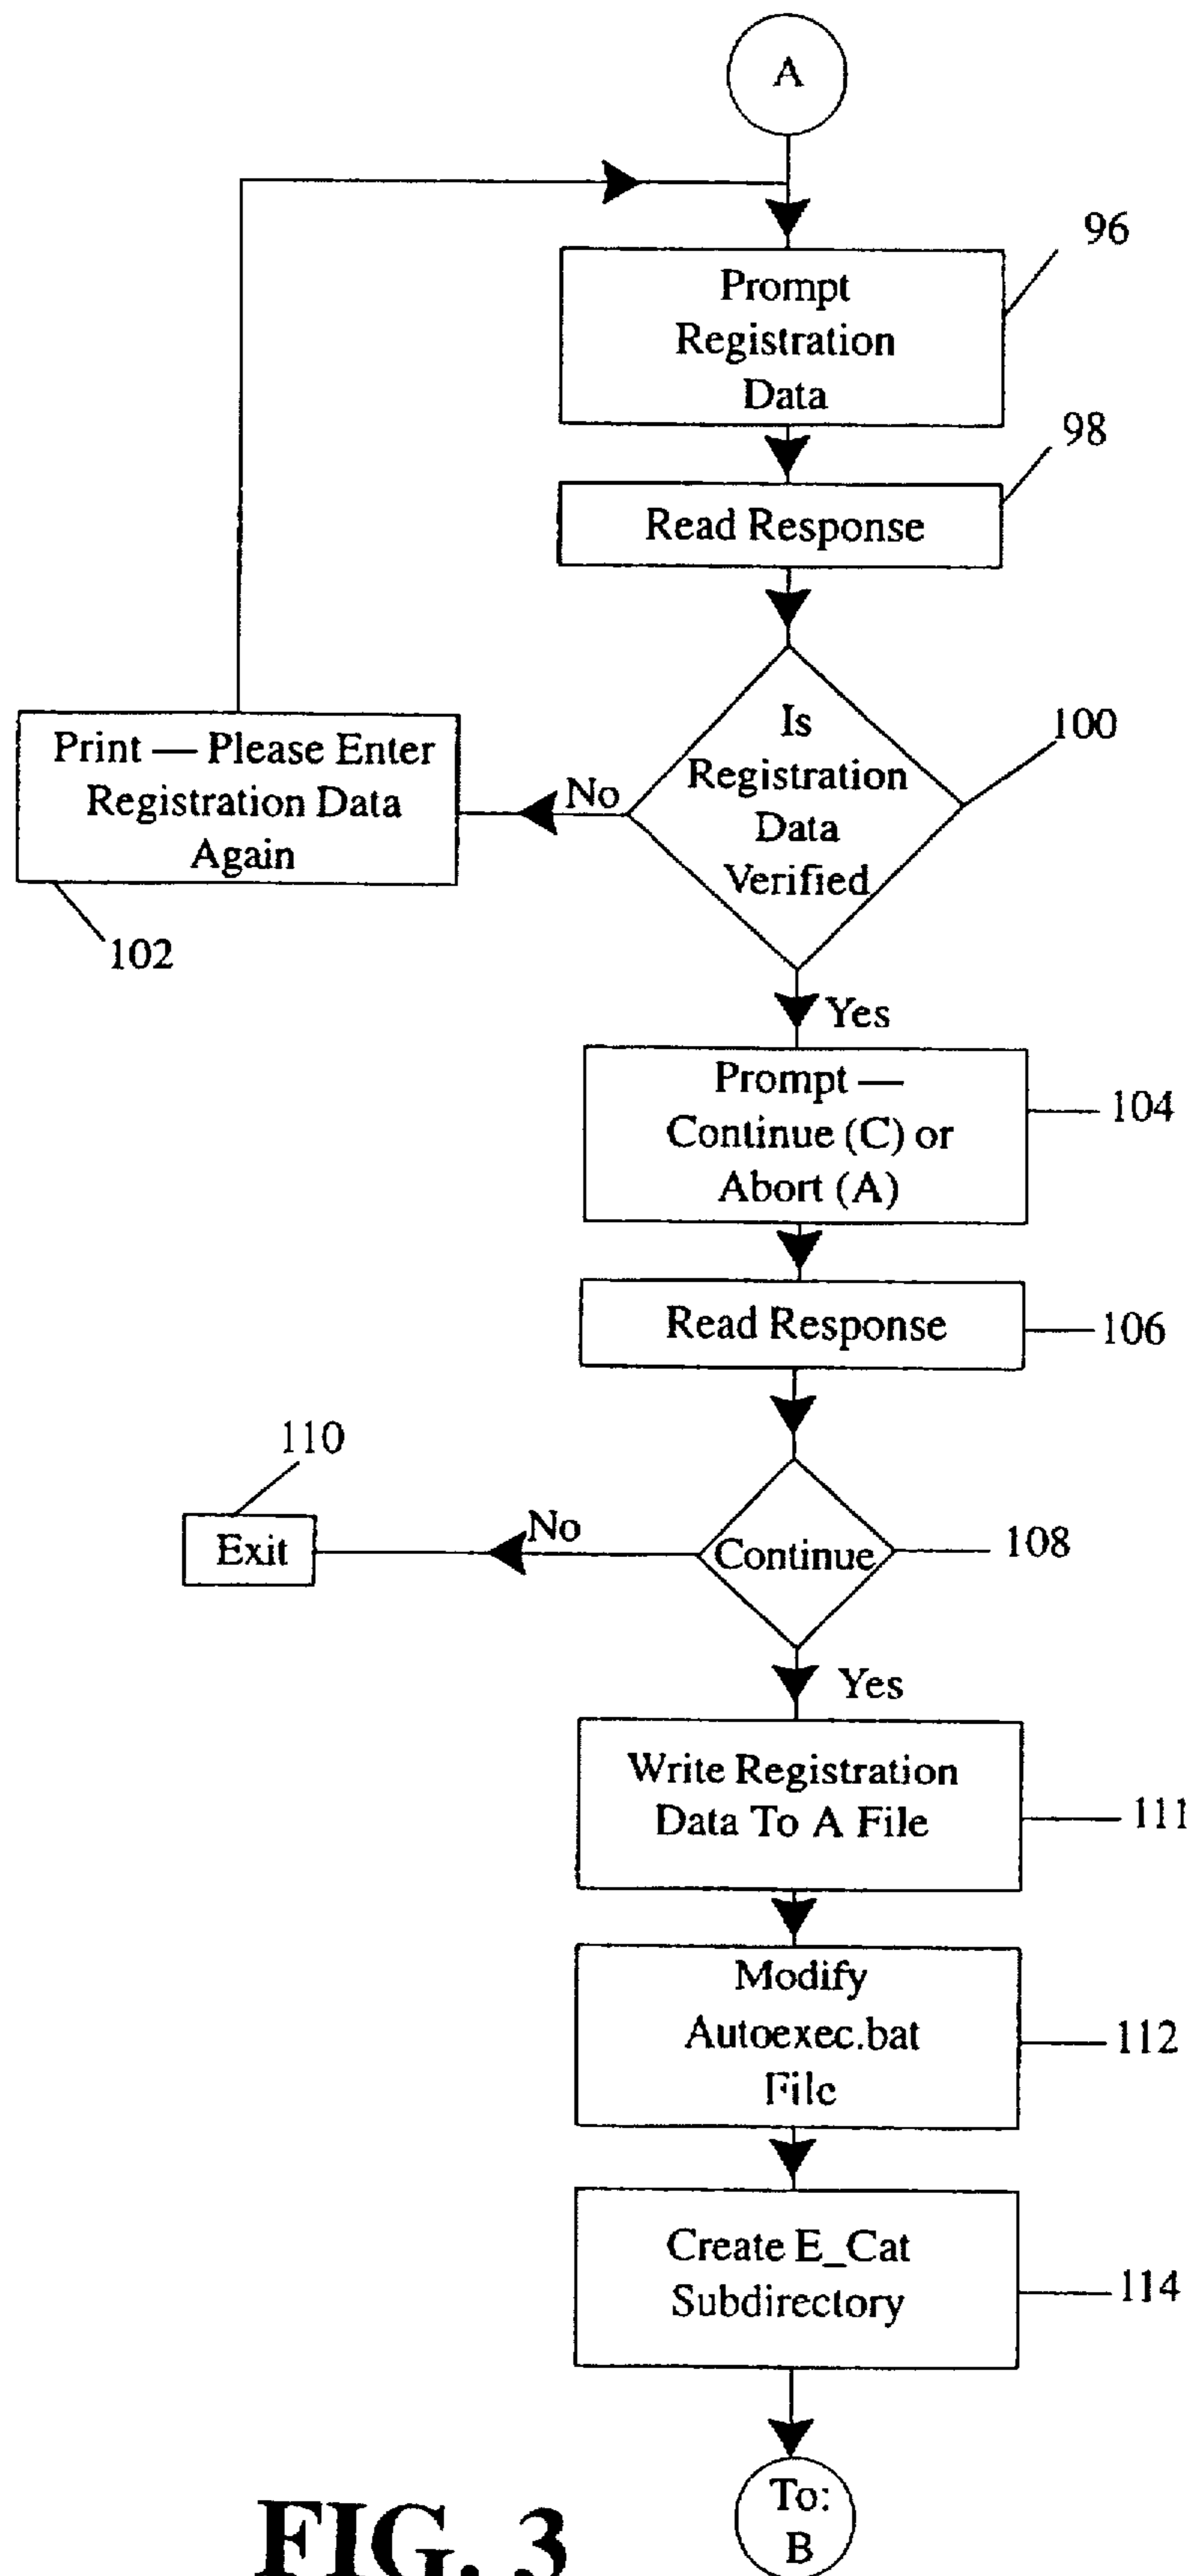 A
Prompt
Registration
Data
96
Read Response
98
Is
Registration
Data
Verified
100
No
Print — Please Enter
Registration Data
Again
102
Yes
Prompt —
Continue (C) or
Abort (A)
104
Read Response
106
Continue
108
No
Exit
110
Yes
Write Registration
Data To A File
111
Modify
Autoexec.bat
File
112
Create E_Cat
Subdirectory
114
To:
B
FIG. 3